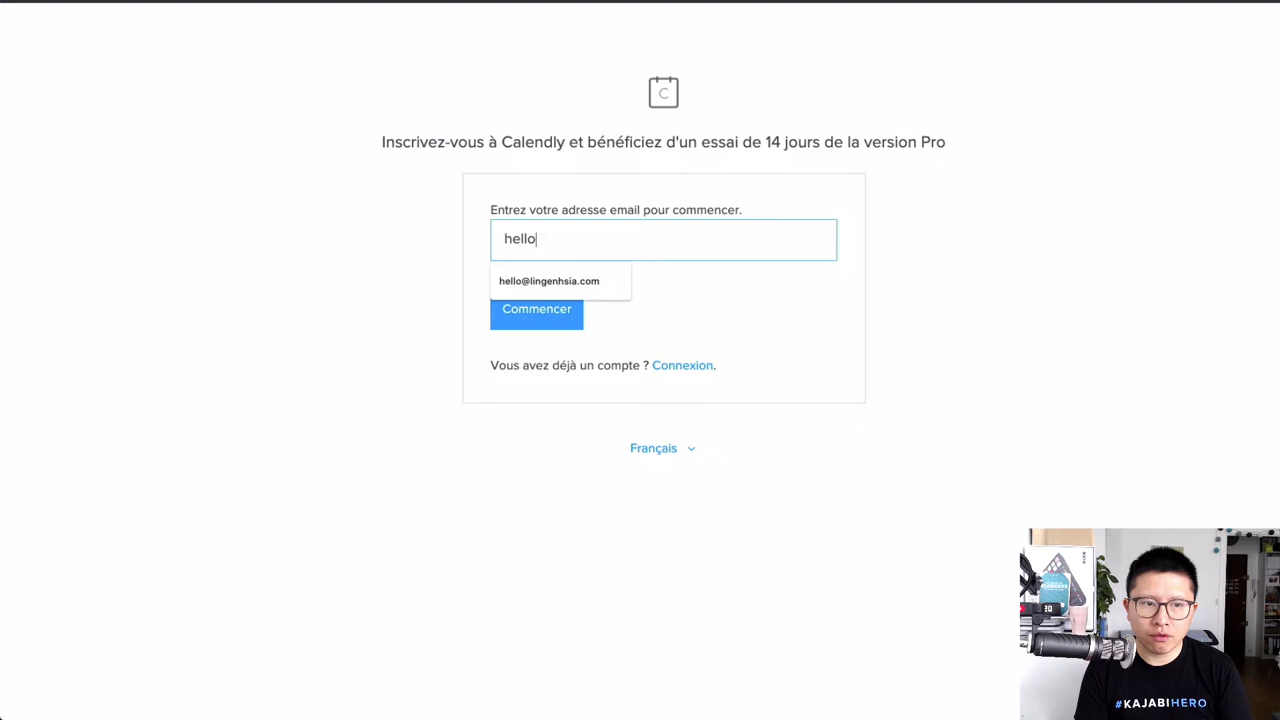 C
Inscrivez-vous à Calendly et bénéficiez d'un essai de 14 jours de la version Pro
Entrez votre adresse email pour commencer.
hello
hello@lingenhsia.com
Commencer
Vous avez déjà un compte ? Connexion.
Français
20
#KAJABIHERO